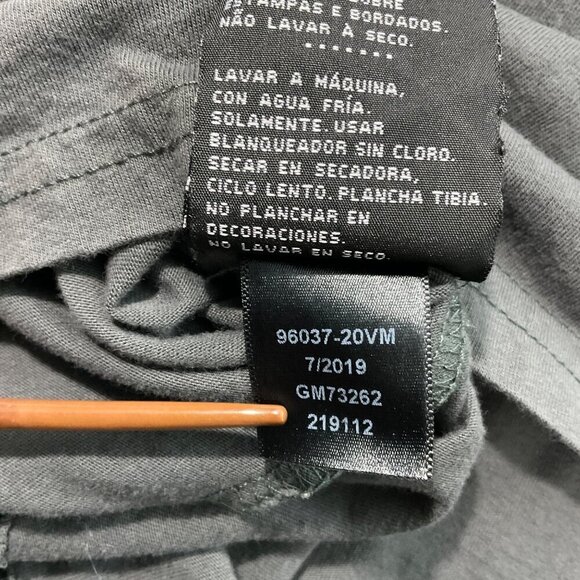 ESTAMPAS E BORDADOS.
NÃO LAVAR À SECO.
.......
LAVAR A MÁQUINA,
CON AGUA FRÍA.
SOLAMENTE. USAR
BLANQUEADOR SIN CLORO.
SECAR EN SECADORA,
CICLO LENTO. PLANCHA TIBIA.
NO PLANCHAR EN
DECORACIONES.
NO LAVAR EN SECO.
96037-20VM
7/2019
GM73262
219112